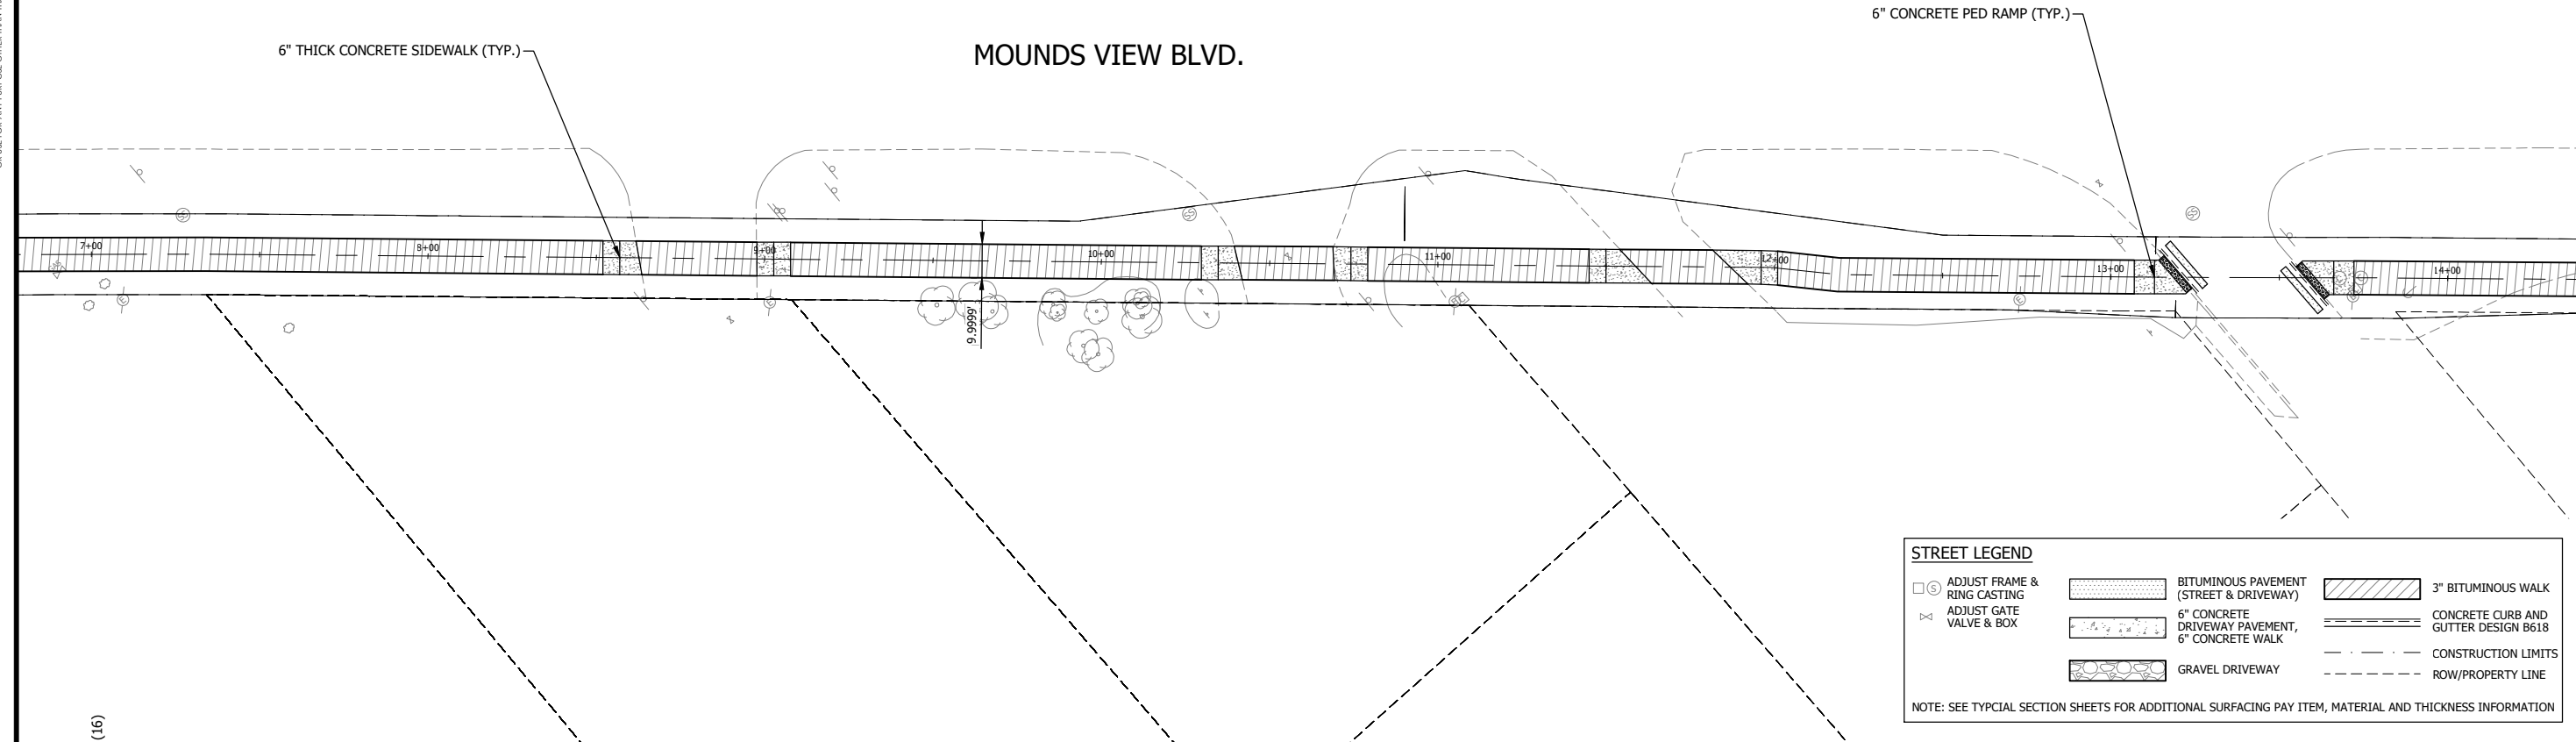 6" CONCRETE PED RAMP (TYP.)
6" THICK CONCRETE SIDEWALK (TYP.)
MOUNDS VIEW BLVD.
7+00
8+00
9+00
10+00
11+00
12+00
13+00
14+00
9.9999'
STREET LEGEND
S
ADJUST FRAME &
RING CASTING
ADJUST GATE
VALVE & BOX
BITUMINOUS PAVEMENT
(STREET & DRIVEWAY)
6" CONCRETE
DRIVEWAY PAVEMENT,
6" CONCRETE WALK
GRAVEL DRIVEWAY
3" BITUMINOUS WALK
CONCRETE CURB AND
GUTTER DESIGN B618
CONSTRUCTION LIMITS
ROW/PROPERTY LINE
NOTE: SEE TYPCIAL SECTION SHEETS FOR ADDITIONAL SURFACING PAY ITEM, MATERIAL AND THICKNESS INFORMATION
(16)